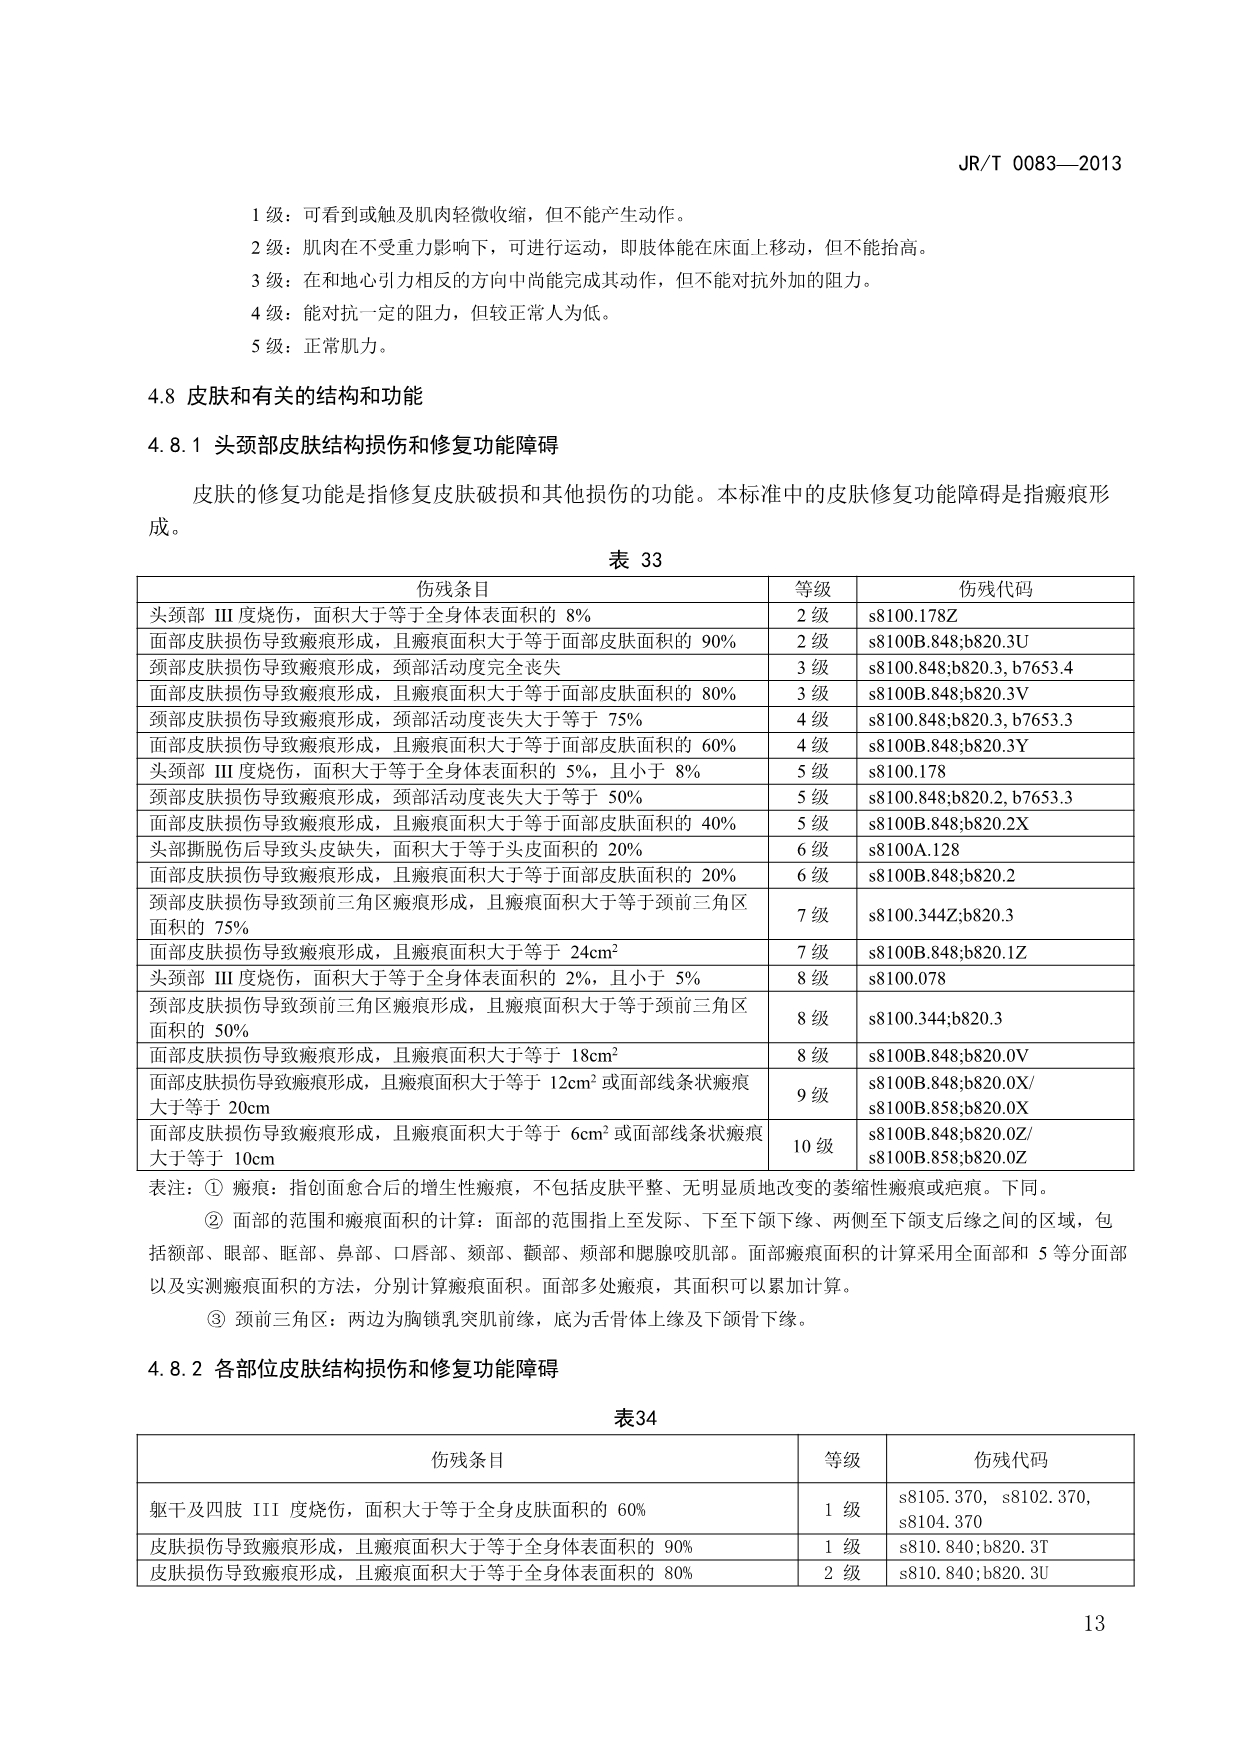 JR/T 0083—2013
1 级：可看到或触及肌肉轻微收缩，但不能产生动作。
2 级：肌肉在不受重力影响下，可进行运动，即肢体能在床面上移动，但不能抬高。
3 级：在和地心引力相反的方向中尚能完成其动作，但不能对抗外加的阻力。
4 级：能对抗一定的阻力，但较正常人为低。
5 级：正常肌力。
4.8 皮肤和有关的结构和功能
4.8.1 头颈部皮肤结构损伤和修复功能障碍
皮肤的修复功能是指修复皮肤破损和其他损伤的功能。本标准中的皮肤修复功能障碍是指瘢痕形
成。
表 33
伤残条目 等级 伤残代码
头颈部 III 度烧伤，面积大于等于全身体表面积的 8% 2 级 s8100.178Z
面部皮肤损伤导致瘢痕形成，且瘢痕面积大于等于面部皮肤面积的 90% 2 级 s8100B.848;b820.3U
颈部皮肤损伤导致瘢痕形成，颈部活动度完全丧失 3 级 s8100.848;b820.3, b7653.4
面部皮肤损伤导致瘢痕形成，且瘢痕面积大于等于面部皮肤面积的 80% 3 级 s8100B.848;b820.3V
颈部皮肤损伤导致瘢痕形成，颈部活动度丧失大于等于 75% 4 级 s8100.848;b820.3, b7653.3
面部皮肤损伤导致瘢痕形成，且瘢痕面积大于等于面部皮肤面积的 60% 4 级 s8100B.848;b820.3Y
头颈部 III 度烧伤，面积大于等于全身体表面积的 5%，且小于 8% 5 级 s8100.178
颈部皮肤损伤导致瘢痕形成，颈部活动度丧失大于等于 50% 5 级 s8100.848;b820.2, b7653.3
面部皮肤损伤导致瘢痕形成，且瘢痕面积大于等于面部皮肤面积的 40% 5 级 s8100B.848;b820.2X
头部撕脱伤后导致头皮缺失，面积大于等于头皮面积的 20% 6 级 s8100A.128
面部皮肤损伤导致瘢痕形成，且瘢痕面积大于等于面部皮肤面积的 20% 6 级 s8100B.848;b820.2
颈部皮肤损伤导致颈前三角区瘢痕形成，且瘢痕面积大于等于颈前三角区
面积的 75% 7 级 s8100.344Z;b820.3
面部皮肤损伤导致瘢痕形成，且瘢痕面积大于等于 24cm² 7 级 s8100B.848;b820.1Z
头颈部 III 度烧伤，面积大于等于全身体表面积的 2%，且小于 5% 8 级 s8100.078
颈部皮肤损伤导致颈前三角区瘢痕形成，且瘢痕面积大于等于颈前三角区
面积的 50% 8 级 s8100.344;b820.3
面部皮肤损伤导致瘢痕形成，且瘢痕面积大于等于 18cm² 8 级 s8100B.848;b820.0V
面部皮肤损伤导致瘢痕形成，且瘢痕面积大于等于 12cm² 或面部线条状瘢痕 9 级 s8100B.848;b820.0X/
大于等于 20cm s8100B.858;b820.0X
面部皮肤损伤导致瘢痕形成，且瘢痕面积大于等于 6cm² 或面部线条状瘢痕 10 级 s8100B.848;b820.0Z/
大于等于 10cm s8100B.858;b820.0Z
表注：① 瘢痕：指创面愈合后的增生性瘢痕，不包括皮肤平整、无明显质地改变的萎缩性瘢痕或疤痕。下同。
② 面部的范围和瘢痕面积的计算：面部的范围指上至发际、下至下颌下缘、两侧至下颌支后缘之间的区域，包
括额部、眼部、眶部、鼻部、口唇部、颏部、颧部、颊部和腮腺咬肌部。面部瘢痕面积的计算采用全面部和 5 等分面部
以及实测瘢痕面积的方法，分别计算瘢痕面积。面部多处瘢痕，其面积可以累加计算。
③ 颈前三角区：两边为胸锁乳突肌前缘，底为舌骨体上缘及下颌骨下缘。
4.8.2 各部位皮肤结构损伤和修复功能障碍
表34
伤残条目 等级 伤残代码
躯干及四肢 III 度烧伤，面积大于等于全身皮肤面积的 60% 1 级 s8105.370, s8102.370,
s8104.370
皮肤损伤导致瘢痕形成，且瘢痕面积大于等于全身体表面积的 90% 1 级 s810.840;b820.3T
皮肤损伤导致瘢痕形成，且瘢痕面积大于等于全身体表面积的 80% 2 级 s810.840;b820.3U
13